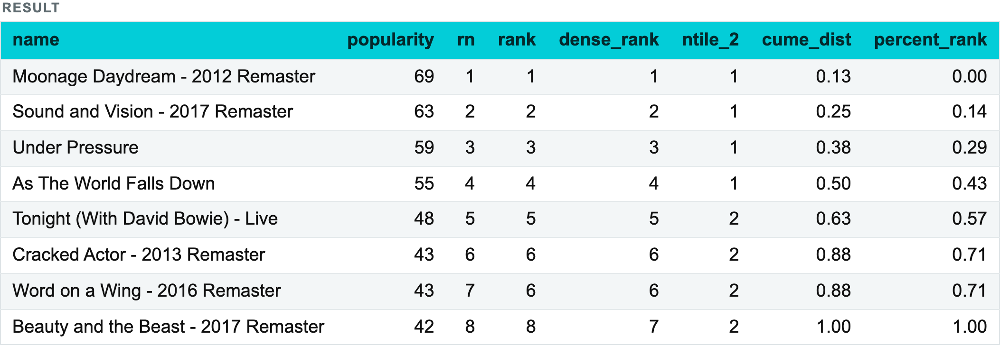 RESULT
name popularity rn rank dense_rank ntile_2 cume_dist percent_rank
Moonage Daydream - 2012 Remaster 69 1 1 1 1 0.13 0.00
Sound and Vision - 2017 Remaster 63 2 2 2 1 0.25 0.14
Under Pressure 59 3 3 3 1 0.38 0.29
As The World Falls Down 55 4 4 4 1 0.50 0.43
Tonight (With David Bowie) - Live 48 5 5 5 2 0.63 0.57
Cracked Actor - 2013 Remaster 43 6 6 6 2 0.88 0.71
Word on a Wing - 2016 Remaster 43 7 6 6 2 0.88 0.71
Beauty and the Beast - 2017 Remaster 42 8 8 7 2 1.00 1.00